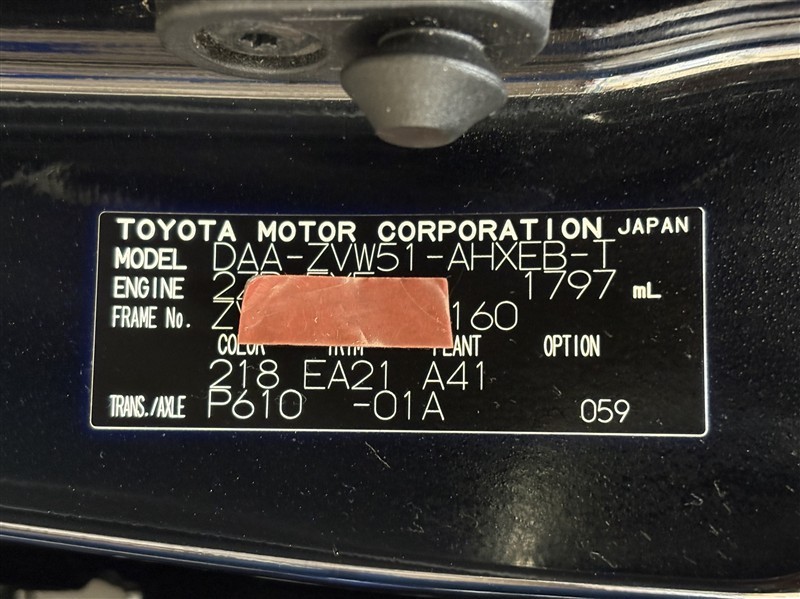 TOYOTA MOTOR CORPORATION JAPAN
MODEL DAA-ZVW51-AHXEB-T
ENGINE 1797 mL
FRAME No. 160
COLOR TRIM PLANT OPTION
218 EA21 A41
TRANS./AXLE P610 -01A 059